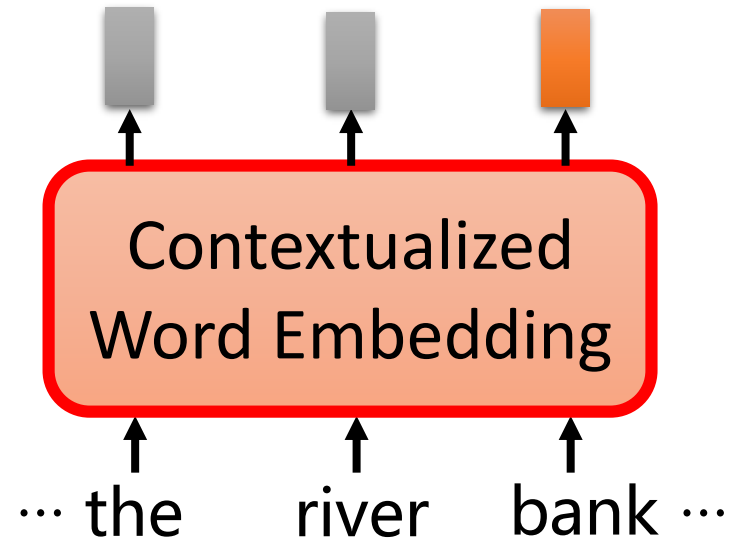 Contextualized
Word Embedding
… the river bank …